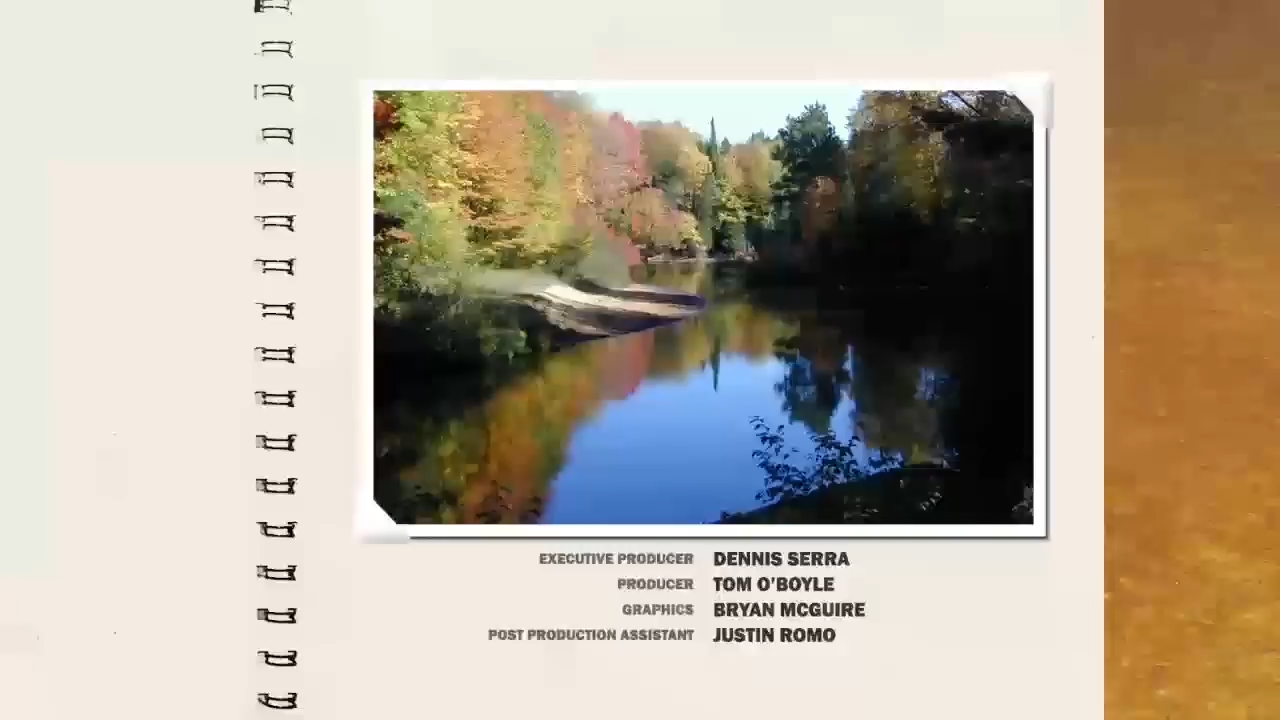 EXECUTIVE PRODUCER DENNIS SERRA
PRODUCER TOM O'BOYLE
GRAPHICS BRYAN MCGUIRE
POST PRODUCTION ASSISTANT JUSTIN ROMO